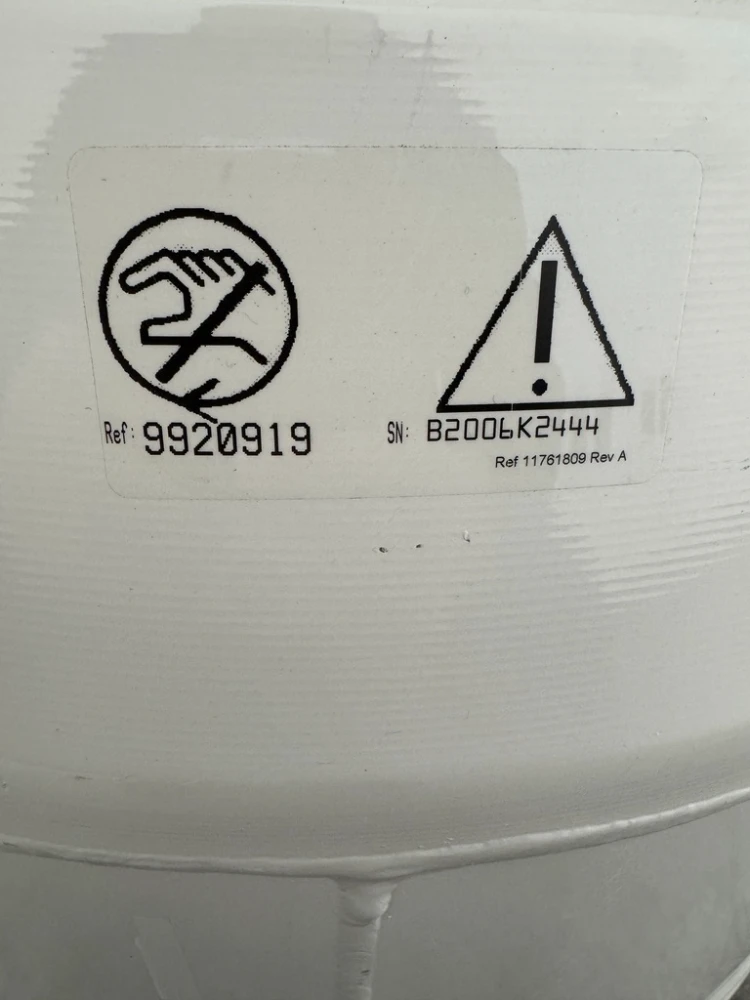 Ref: 9920919 SN: B2006K2444
Ref 11761809 Rev A